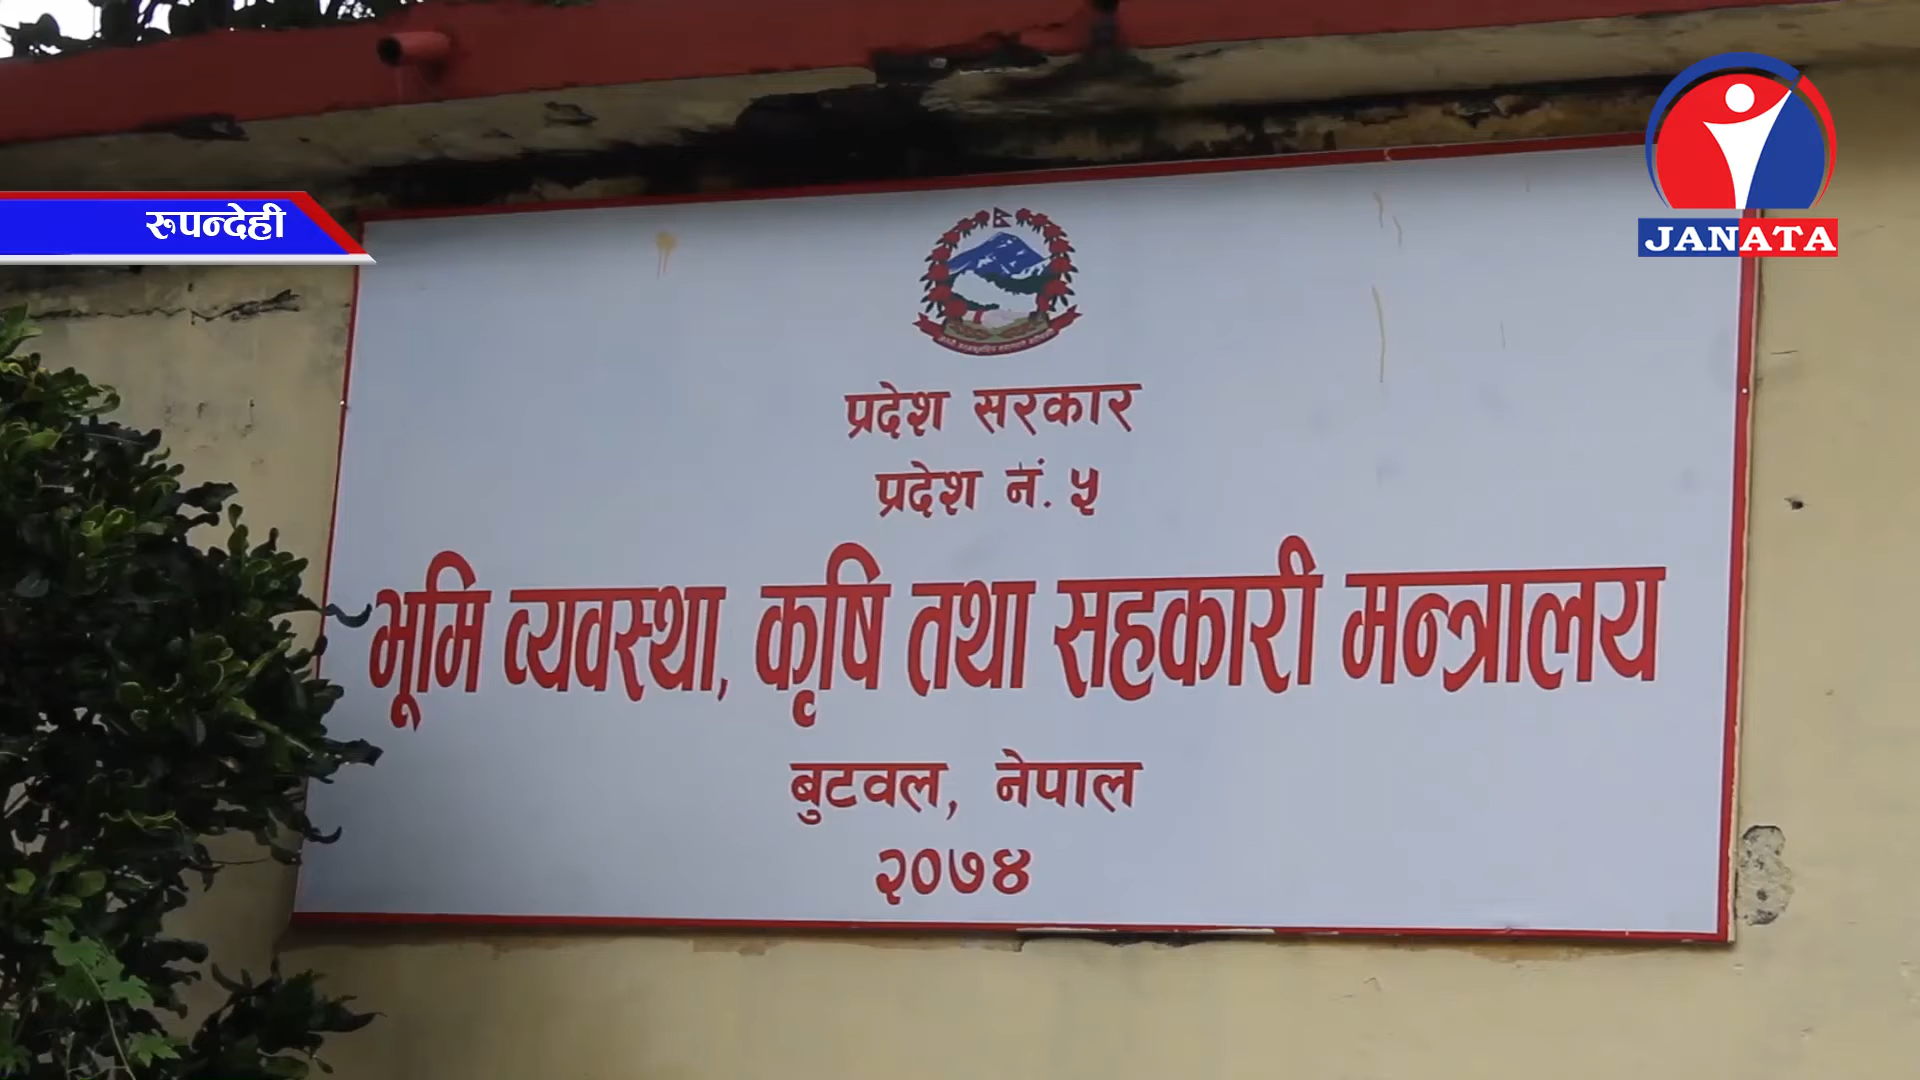 रुपन्देही
JANATA
प्रदेश सरकार
प्रदेश नं. ५
भूमि व्यवस्था, कृषि तथा सहकारी मन्त्रालय
बुटवल, नेपाल
२०७४